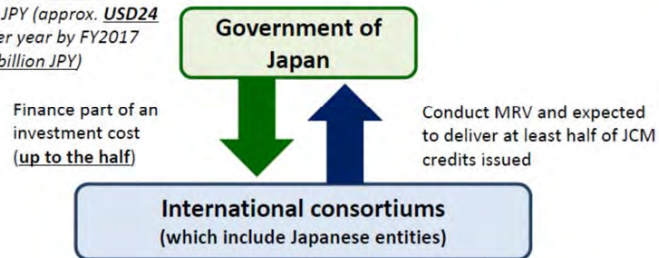 JPY (approx. USD24
er year by FY2017
billion JPY)
Government of
Japan
Finance part of an
investment cost
(up to the half)
Conduct MRV and expected
to deliver at least half of JCM
credits issued
International consortiums
(which include Japanese entities)